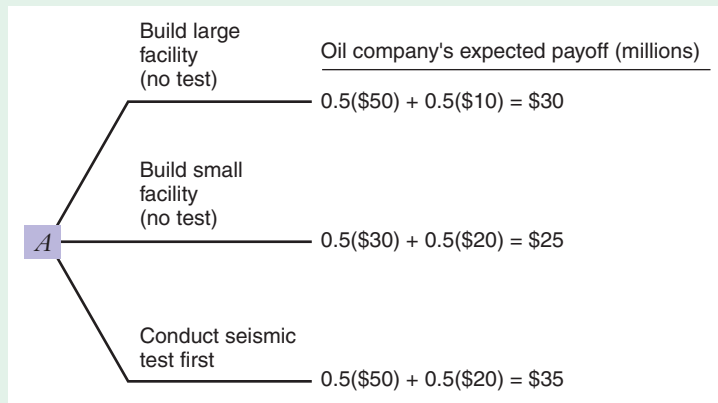 Build large
facility
(no test)
Oil company's expected payoff (millions)
0.5($50) + 0.5($10) = $30
Build small
facility
(no test)
A
0.5($30) + 0.5($20) = $25
Conduct seismic
test first
0.5($50) + 0.5($20) = $35